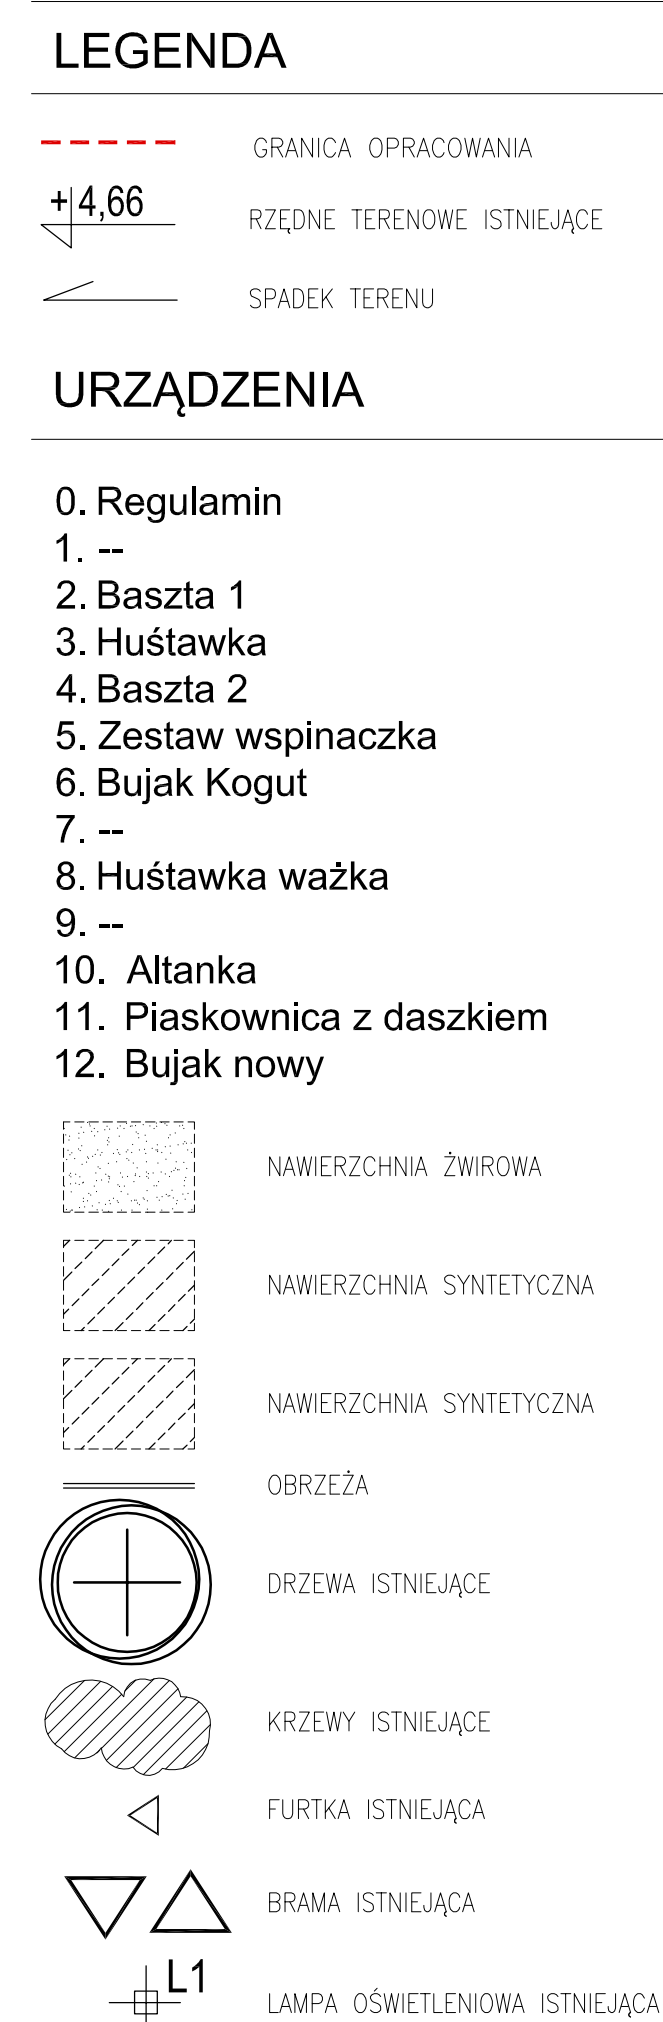 LEGENDA
GRANICA OPRACOWANIA
+4,66 RZĘDNE TERENOWE ISTNIEJĄCE
SPADEK TERENU
URZĄDZENIA
0. Regulamin
1. --
2. Baszta 1
3. Huśtawka
4. Baszta 2
5. Zestaw wspinaczka
6. Bujak Kogut
7. --
8. Huśtawka ważka
9. --
10. Altanka
11. Piaskownica z daszkiem
12. Bujak nowy
NAWIERZCHNIA ŻWIROWA
NAWIERZCHNIA SYNTETYCZNA
NAWIERZCHNIA SYNTETYCZNA
OBRZEŻA
DRZEWA ISTNIEJĄCE
KRZEWY ISTNIEJĄCE
FURTKA ISTNIEJĄCA
BRAMA ISTNIEJĄCA
L1 LAMPA OŚWIETLENIOWA ISTNIEJĄCA